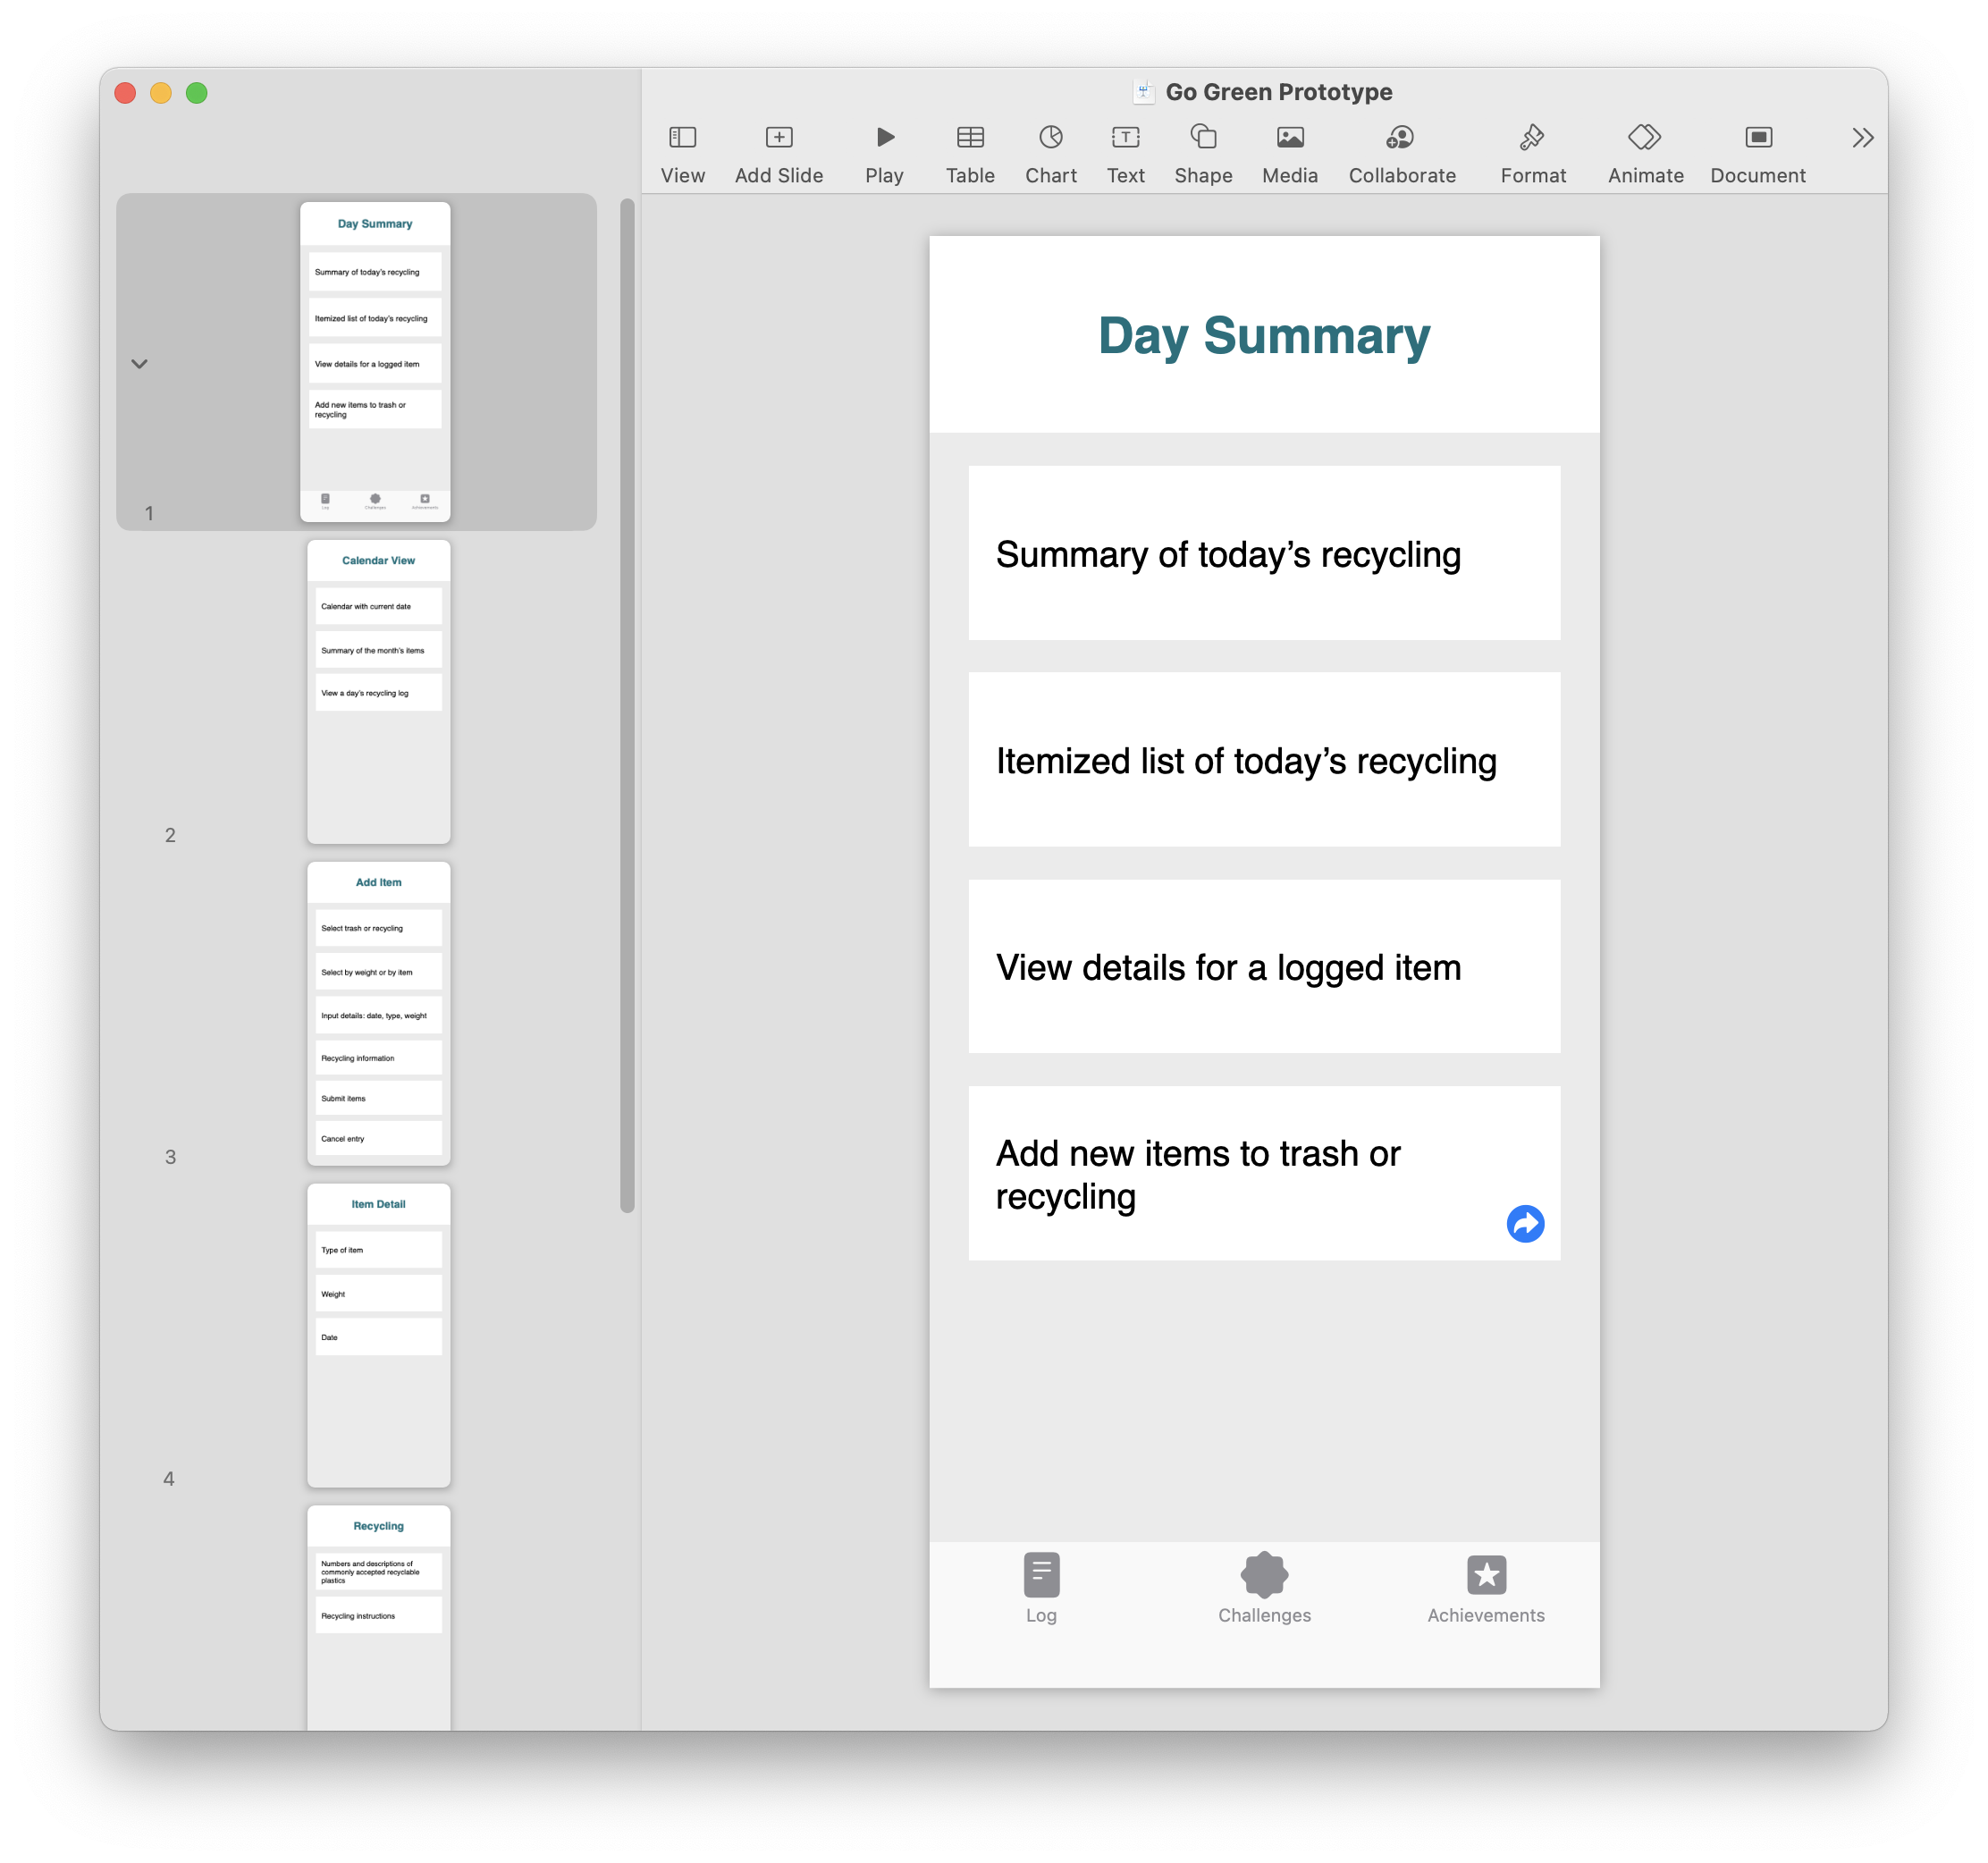 Go Green Prototype
View
Add Slide
Play
Table
Chart
Text
Shape
Media
Collaborate
Format
Animate
Document
Day Summary
Summary of today's recycling
Itemized list of today's recycling
View details for a logged item
Add new items to trash or
recycling
Log
Challenges
Achievements
1
Calendar View
Calendar with current date
Summary of the month's items
View a day's recycling log
2
Add Item
Select trash or recycling
Select by weight or by item
Input details: date, type, weight
Recycling information
Submit items
Cancel entry
3
Item Detail
Type of item
Weight
Date
4
Recycling
Numbers and descriptions of
commonly accepted recyclable
plastics
Recycling instructions
Day Summary
Summary of today’s recycling
Itemized list of today’s recycling
View details for a logged item
Add new items to trash or
recycling
Log
Challenges
Achievements